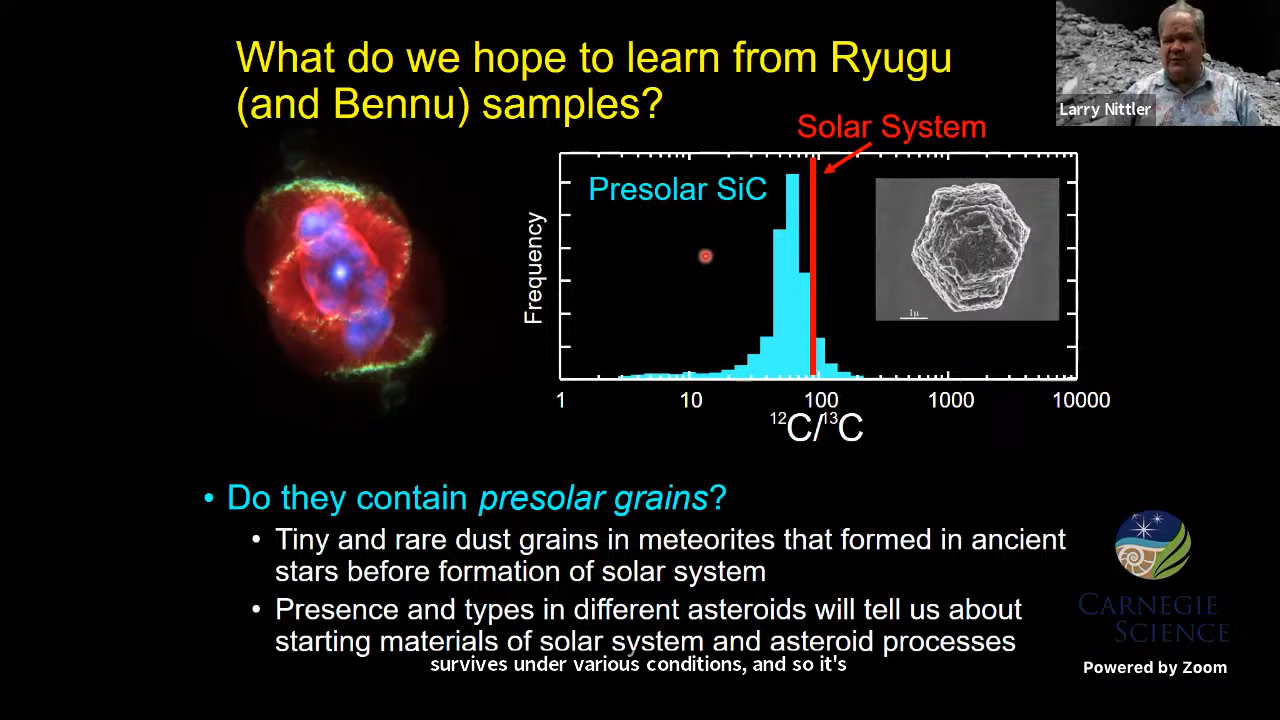 What do we hope to learn from Ryugu
(and Bennu) samples?
Larry Nittler
Solar System
Presolar SiC
Frequency
1μ
1 10 100 1000 10000
¹²C/¹³C
• Do they contain presolar grains?
• Tiny and rare dust grains in meteorites that formed in ancient
stars before formation of solar system
• Presence and types in different asteroids will tell us about
starting materials of solar system and asteroid processes
survives under various conditions, and so it's
CARNEGIE
SCIENCE
Powered by Zoom